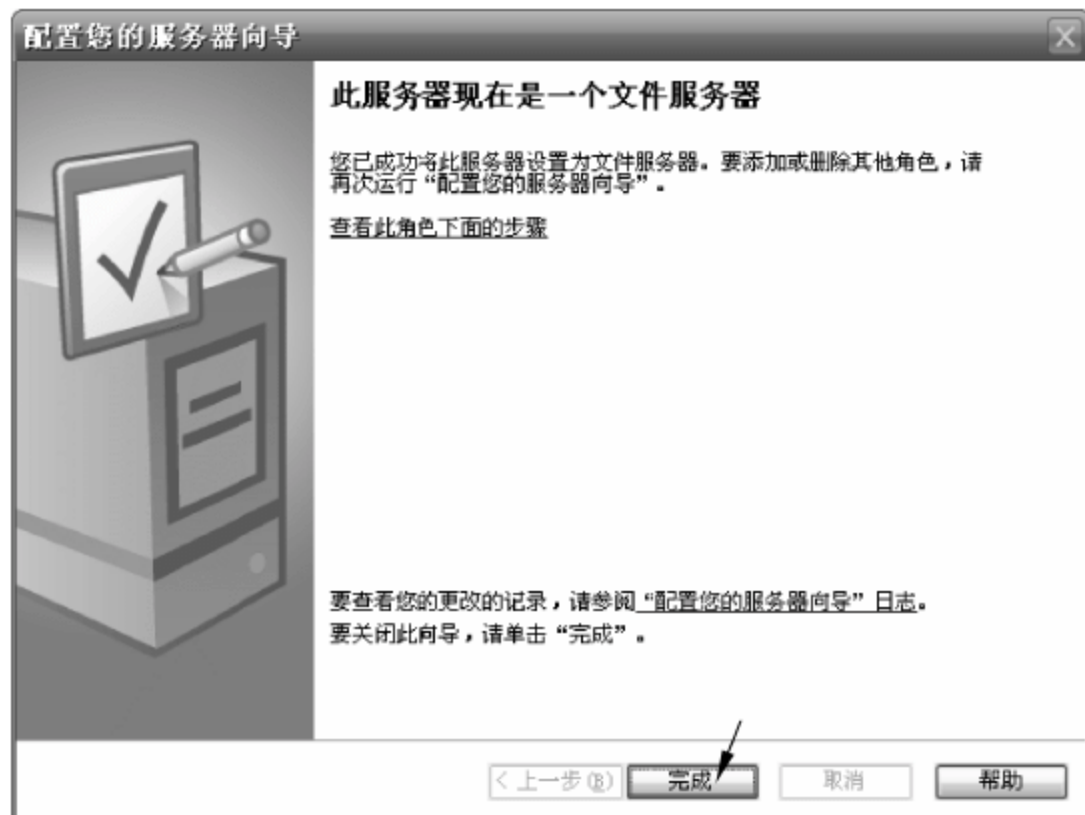 配置您的服务器向导
此服务器现在是一个文件服务器
您已成功将此服务器设置为文件服务器。要添加或删除其他角色，请
再次运行“配置您的服务器向导”。
查看此角色下面的步骤
要查看您的更改的记录，请参阅“配置您的服务器向导”日志。
要关闭此向导，请单击“完成”。
< 上一步(B) 完成 取消 帮助